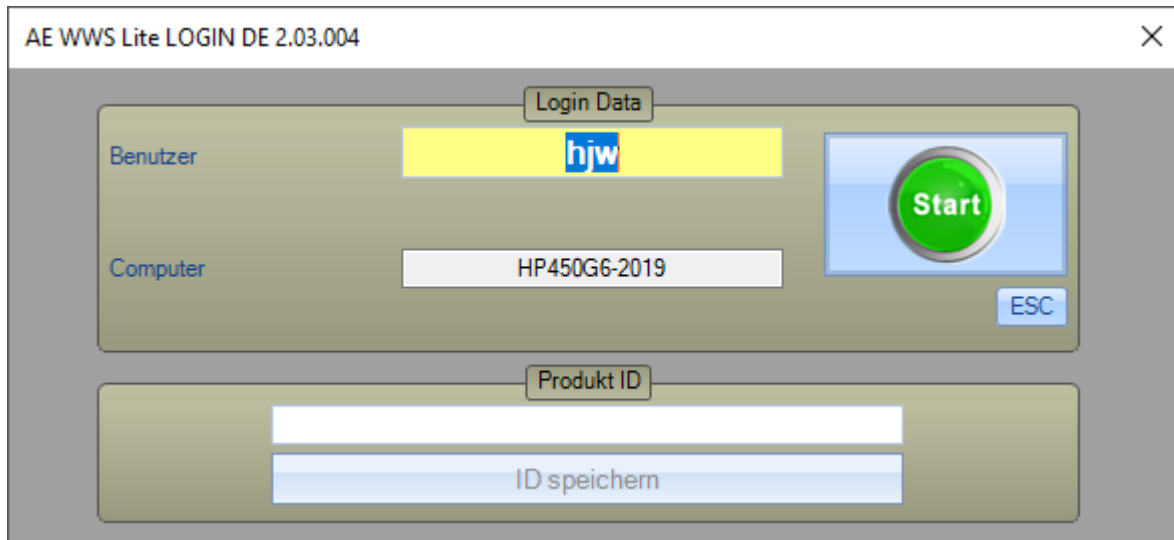 AE WWS Lite LOGIN DE 2.03.004
Login Data
Benutzer
hjw
Start
Computer
HP450G6-2019
ESC
Produkt ID
ID speichern